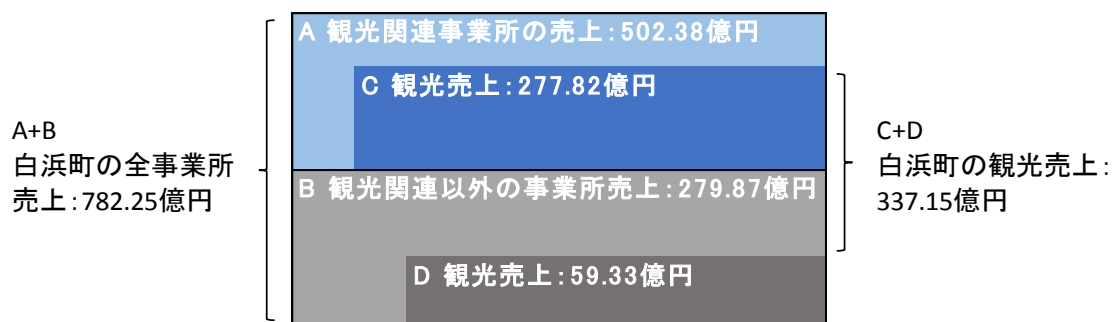 A 観光関連事業所の売上：502.38億円
C 観光売上：277.82億円
A+B
白浜町の全事業所
売上：782.25億円
C+D
白浜町の観光売上：
337.15億円
B 観光関連以外の事業所売上：279.87億円
D 観光売上：59.33億円